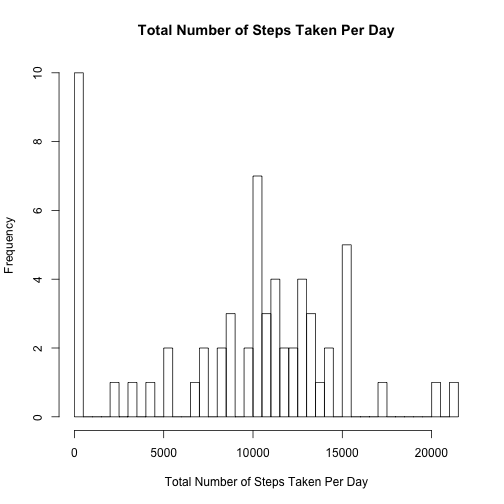 Total Number of Steps Taken Per Day
Frequency
10
8
6
4
2
0
0 5000 10000 15000 20000
Total Number of Steps Taken Per Day